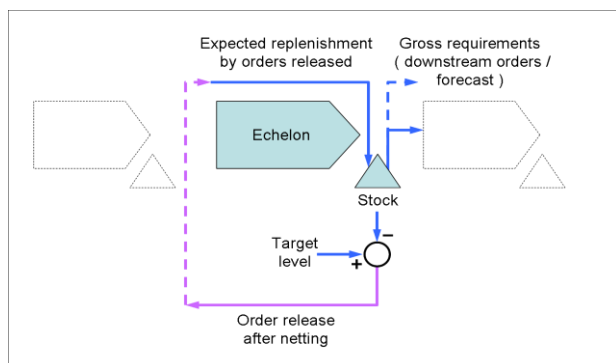 Expected replenishment
by orders released
Gross requirements
( downstream orders /
forecast )
Echelon
Stock
Target
level
−
+
Order release
after netting